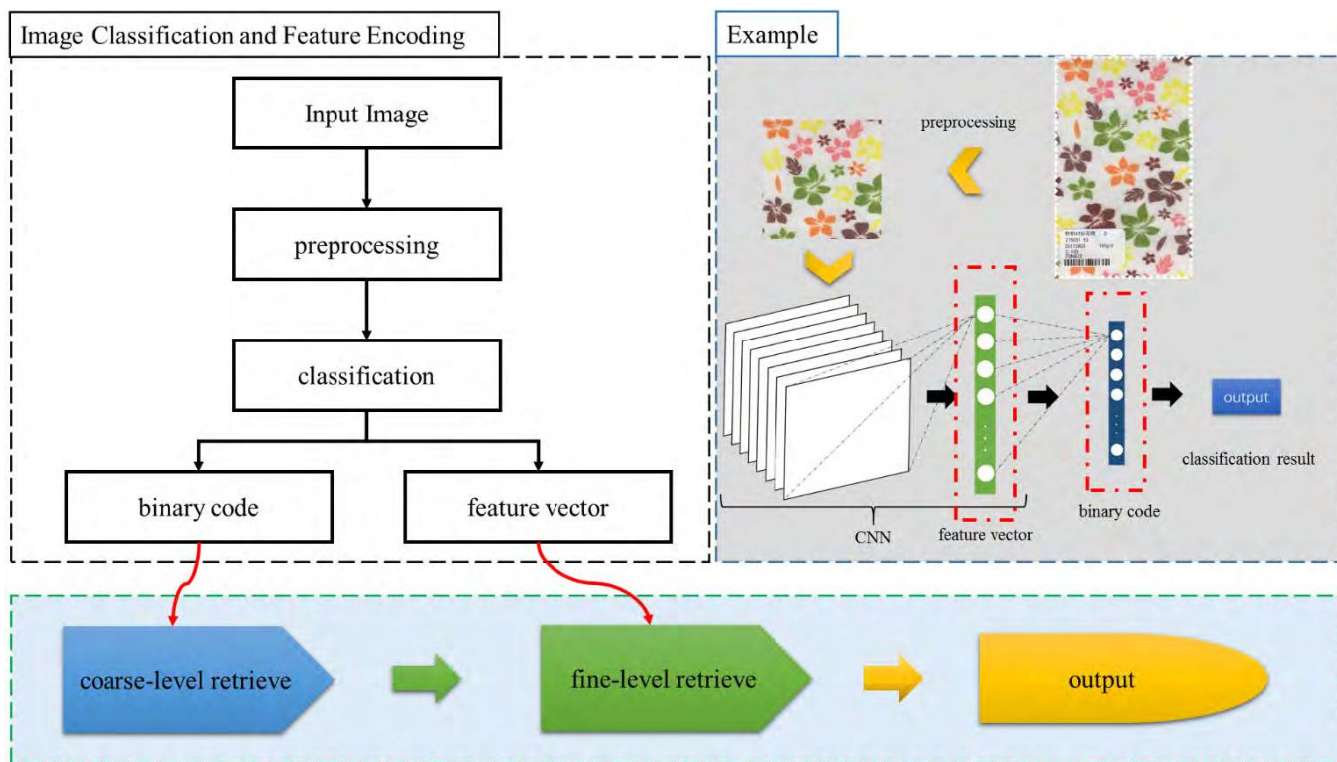 Image Classification and Feature Encoding
Input Image
preprocessing
classification
binary code
feature vector
Example
preprocessing
output
classification result
binary code
feature vector
CNN
coarse-level retrieve
fine-level retrieve
output